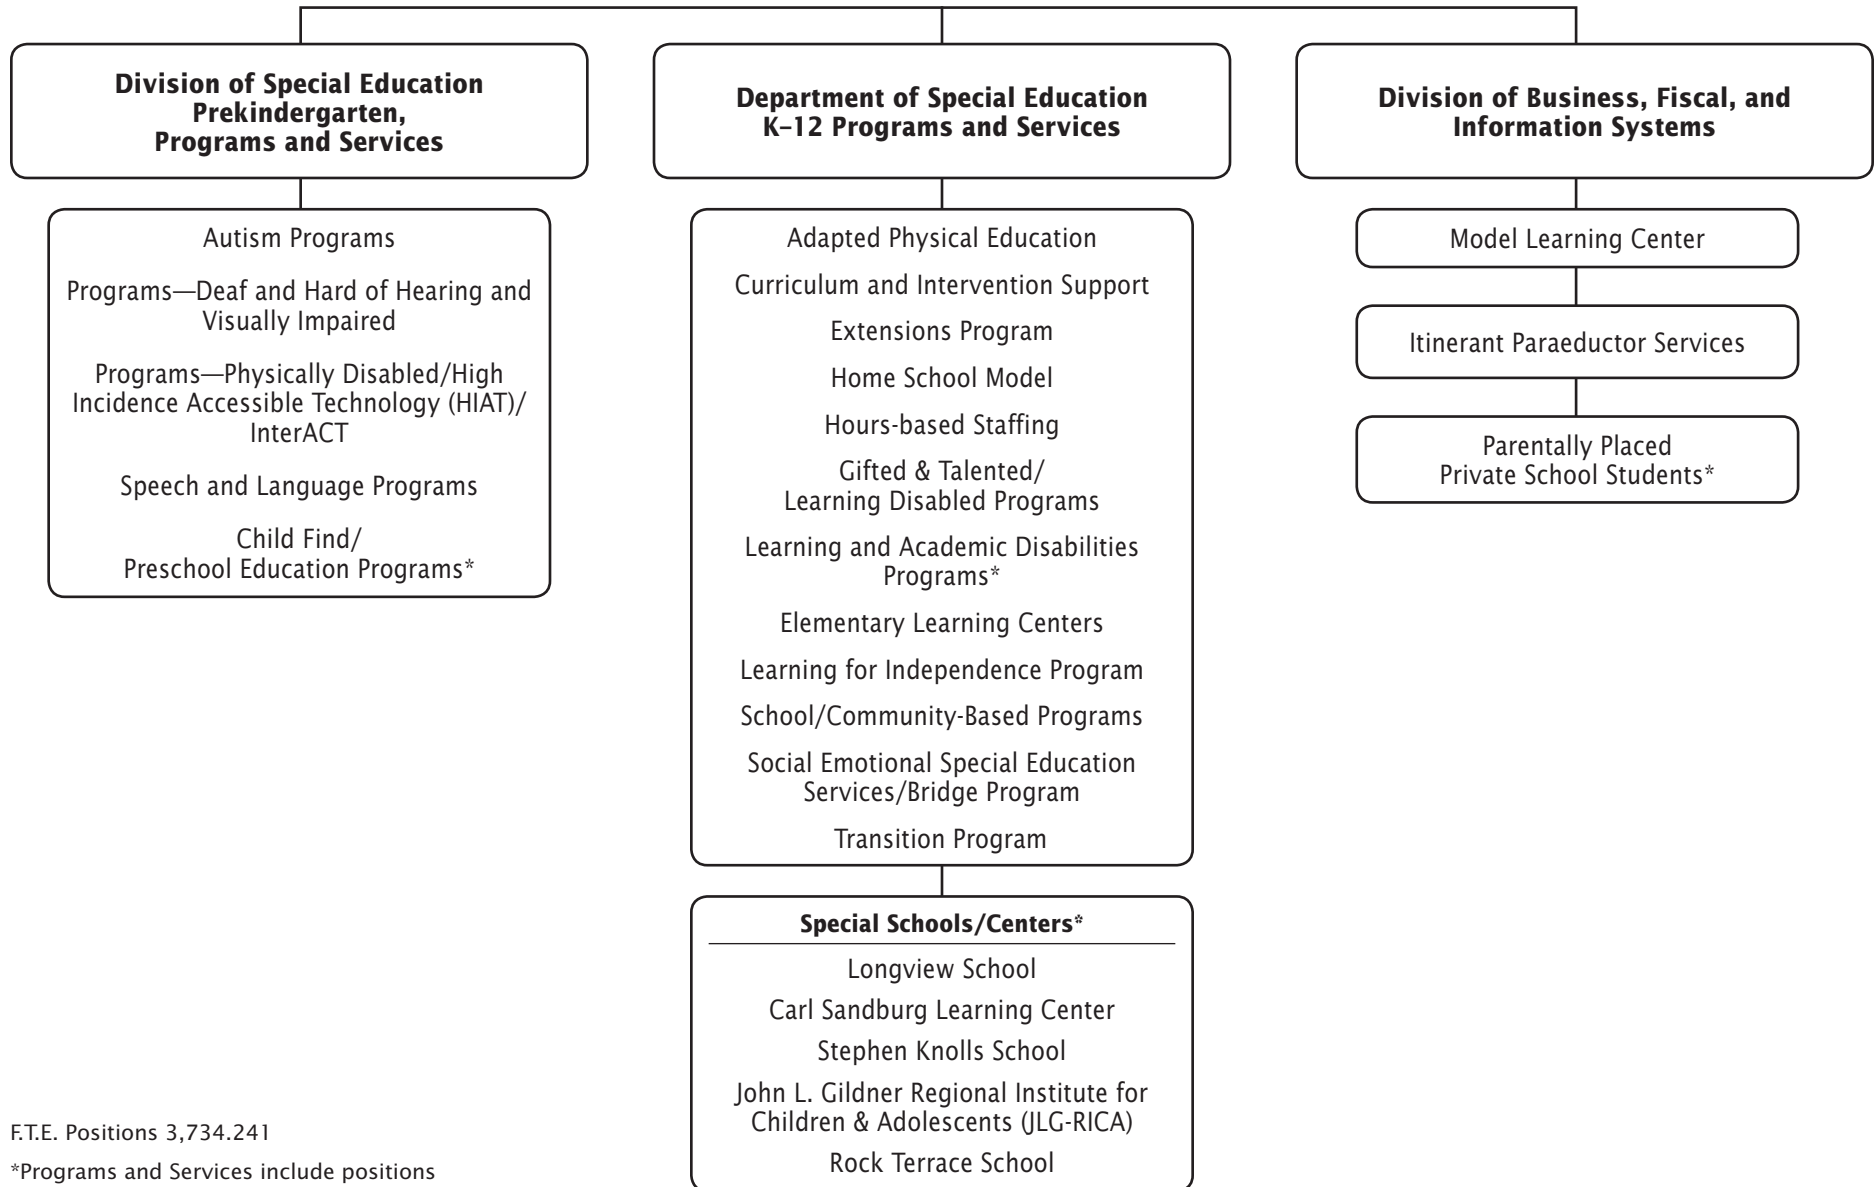 Division of Special Education
Prekindergarten,
Programs and Services
Autism Programs
Programs—Deaf and Hard of Hearing and
Visually Impaired
Programs—Physically Disabled/High
Incidence Accessible Technology (HIAT)/
InterACT
Speech and Language Programs
Child Find/
Preschool Education Programs*
Department of Special Education
K–12 Programs and Services
Adapted Physical Education
Curriculum and Intervention Support
Extensions Program
Home School Model
Hours-based Staffing
Gifted & Talented/
Learning Disabled Programs
Learning and Academic Disabilities
Programs*
Elementary Learning Centers
Learning for Independence Program
School/Community-Based Programs
Social Emotional Special Education
Services/Bridge Program
Transition Program
Special Schools/Centers*
Longview School
Carl Sandburg Learning Center
Stephen Knolls School
John L. Gildner Regional Institute for
Children & Adolescents (JLG-RICA)
Rock Terrace School
Division of Business, Fiscal, and
Information Systems
Model Learning Center
Itinerant Paraeductor Services
Parentally Placed
Private School Students*
F.T.E. Positions 3,734.241
*Programs and Services include positions